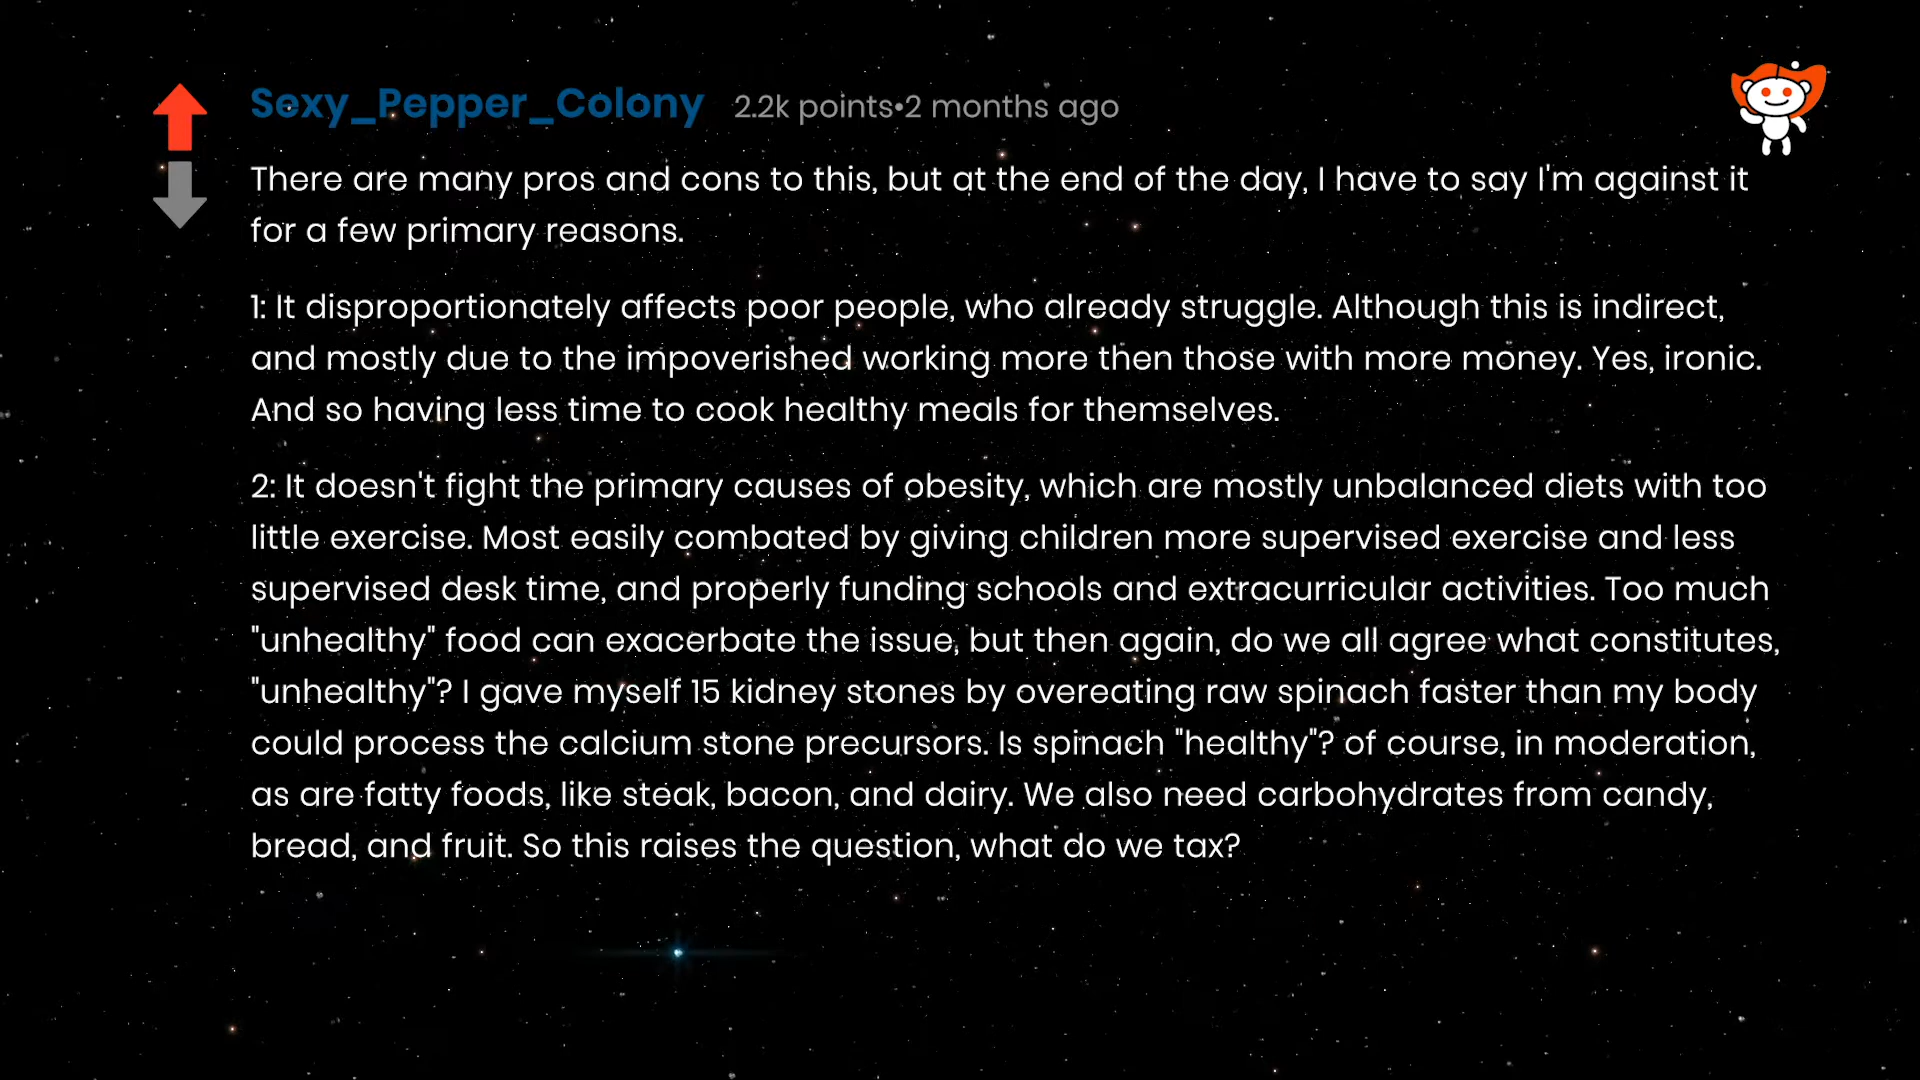 Sexy_Pepper_Colony 2.2k points•2 months ago
There are many pros and cons to this, but at the end of the day, I have to say I'm against it
for a few primary reasons.
1: It disproportionately affects poor people, who already struggle. Although this is indirect,
and mostly due to the impoverished working more then those with more money. Yes, ironic.
And so having less time to cook healthy meals for themselves.
2: It doesn't fight the primary causes of obesity, which are mostly unbalanced diets with too
little exercise. Most easily combated by giving children more supervised exercise and less
supervised desk time, and properly funding schools and extracurricular activities. Too much
"unhealthy" food can exacerbate the issue, but then again, do we all agree what constitutes,
"unhealthy"? I gave myself 15 kidney stones by overeating raw spinach faster than my body
could process the calcium stone precursors. Is spinach "healthy"? of course, in moderation,
as are fatty foods, like steak, bacon, and dairy. We also need carbohydrates from candy,
bread, and fruit. So this raises the question, what do we tax?